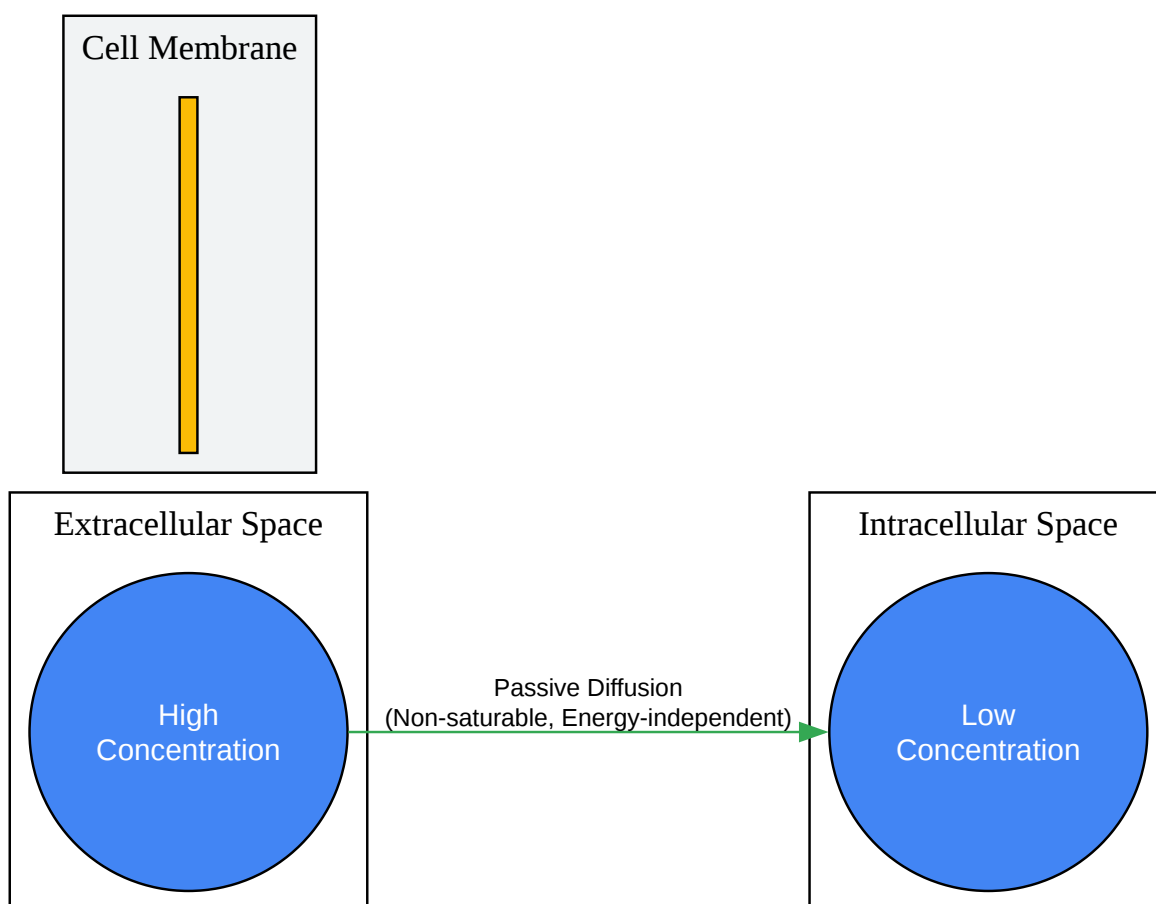 Cell Membrane
Extracellular Space
Intracellular Space
Passive Diffusion
(Non-saturable, Energy-independent)
High
Concentration
Low
Concentration